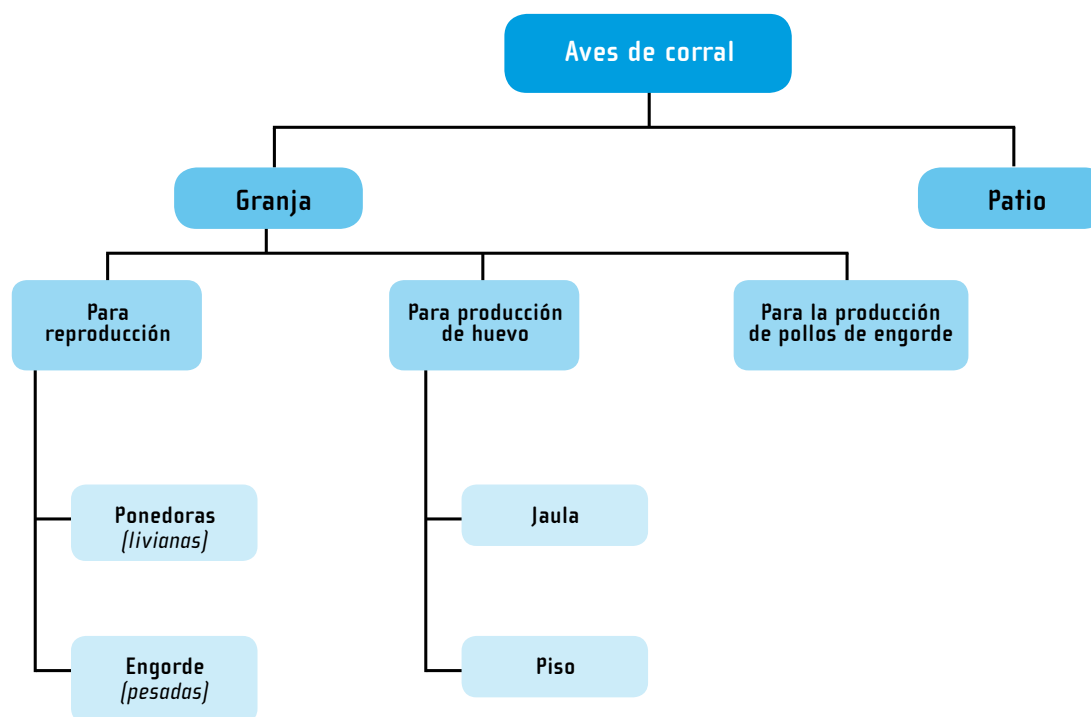 Aves de corral
Granja
Patio
Para
reproducción
Para producción
de huevo
Para la producción
de pollos de engorde
Ponedoras
(livianas)
Jaula
Engorde
(pesadas)
Piso